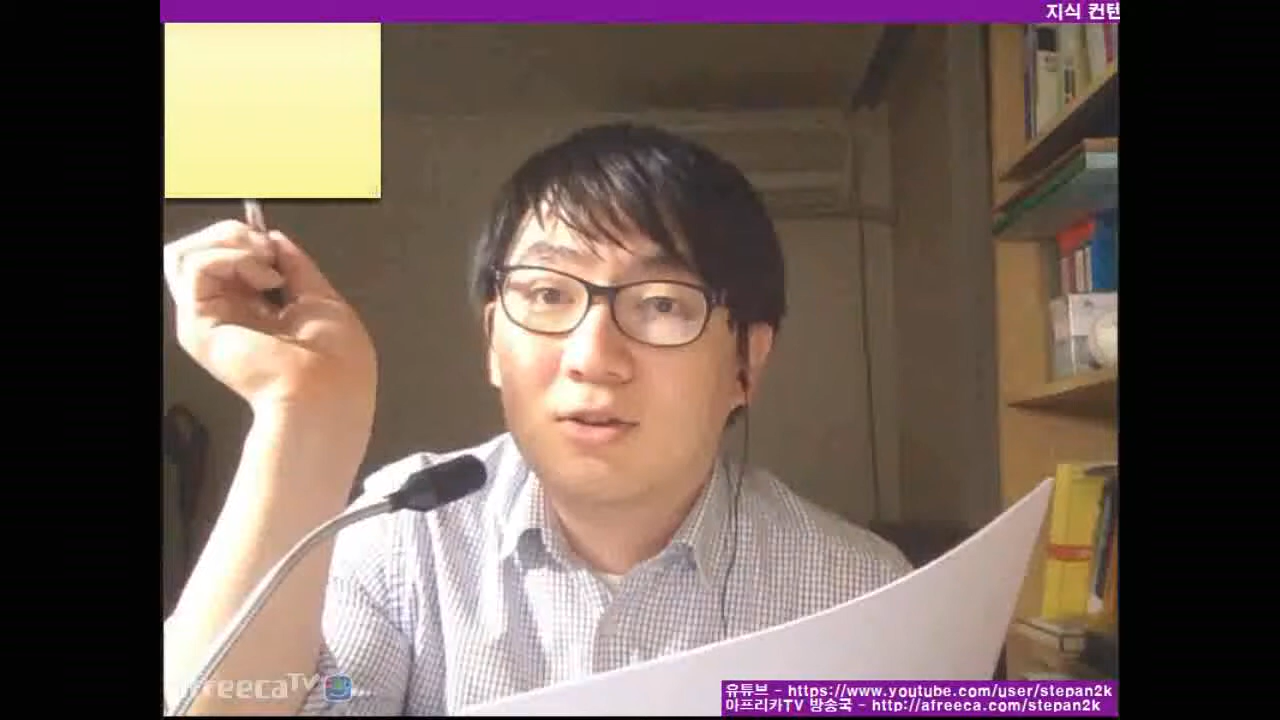 지식 컨텐
afreecaTV
유튜브 - https://www.youtube.com/user/stepan2k
아프리카TV 방송국 - http://afreeca.com/stepan2k